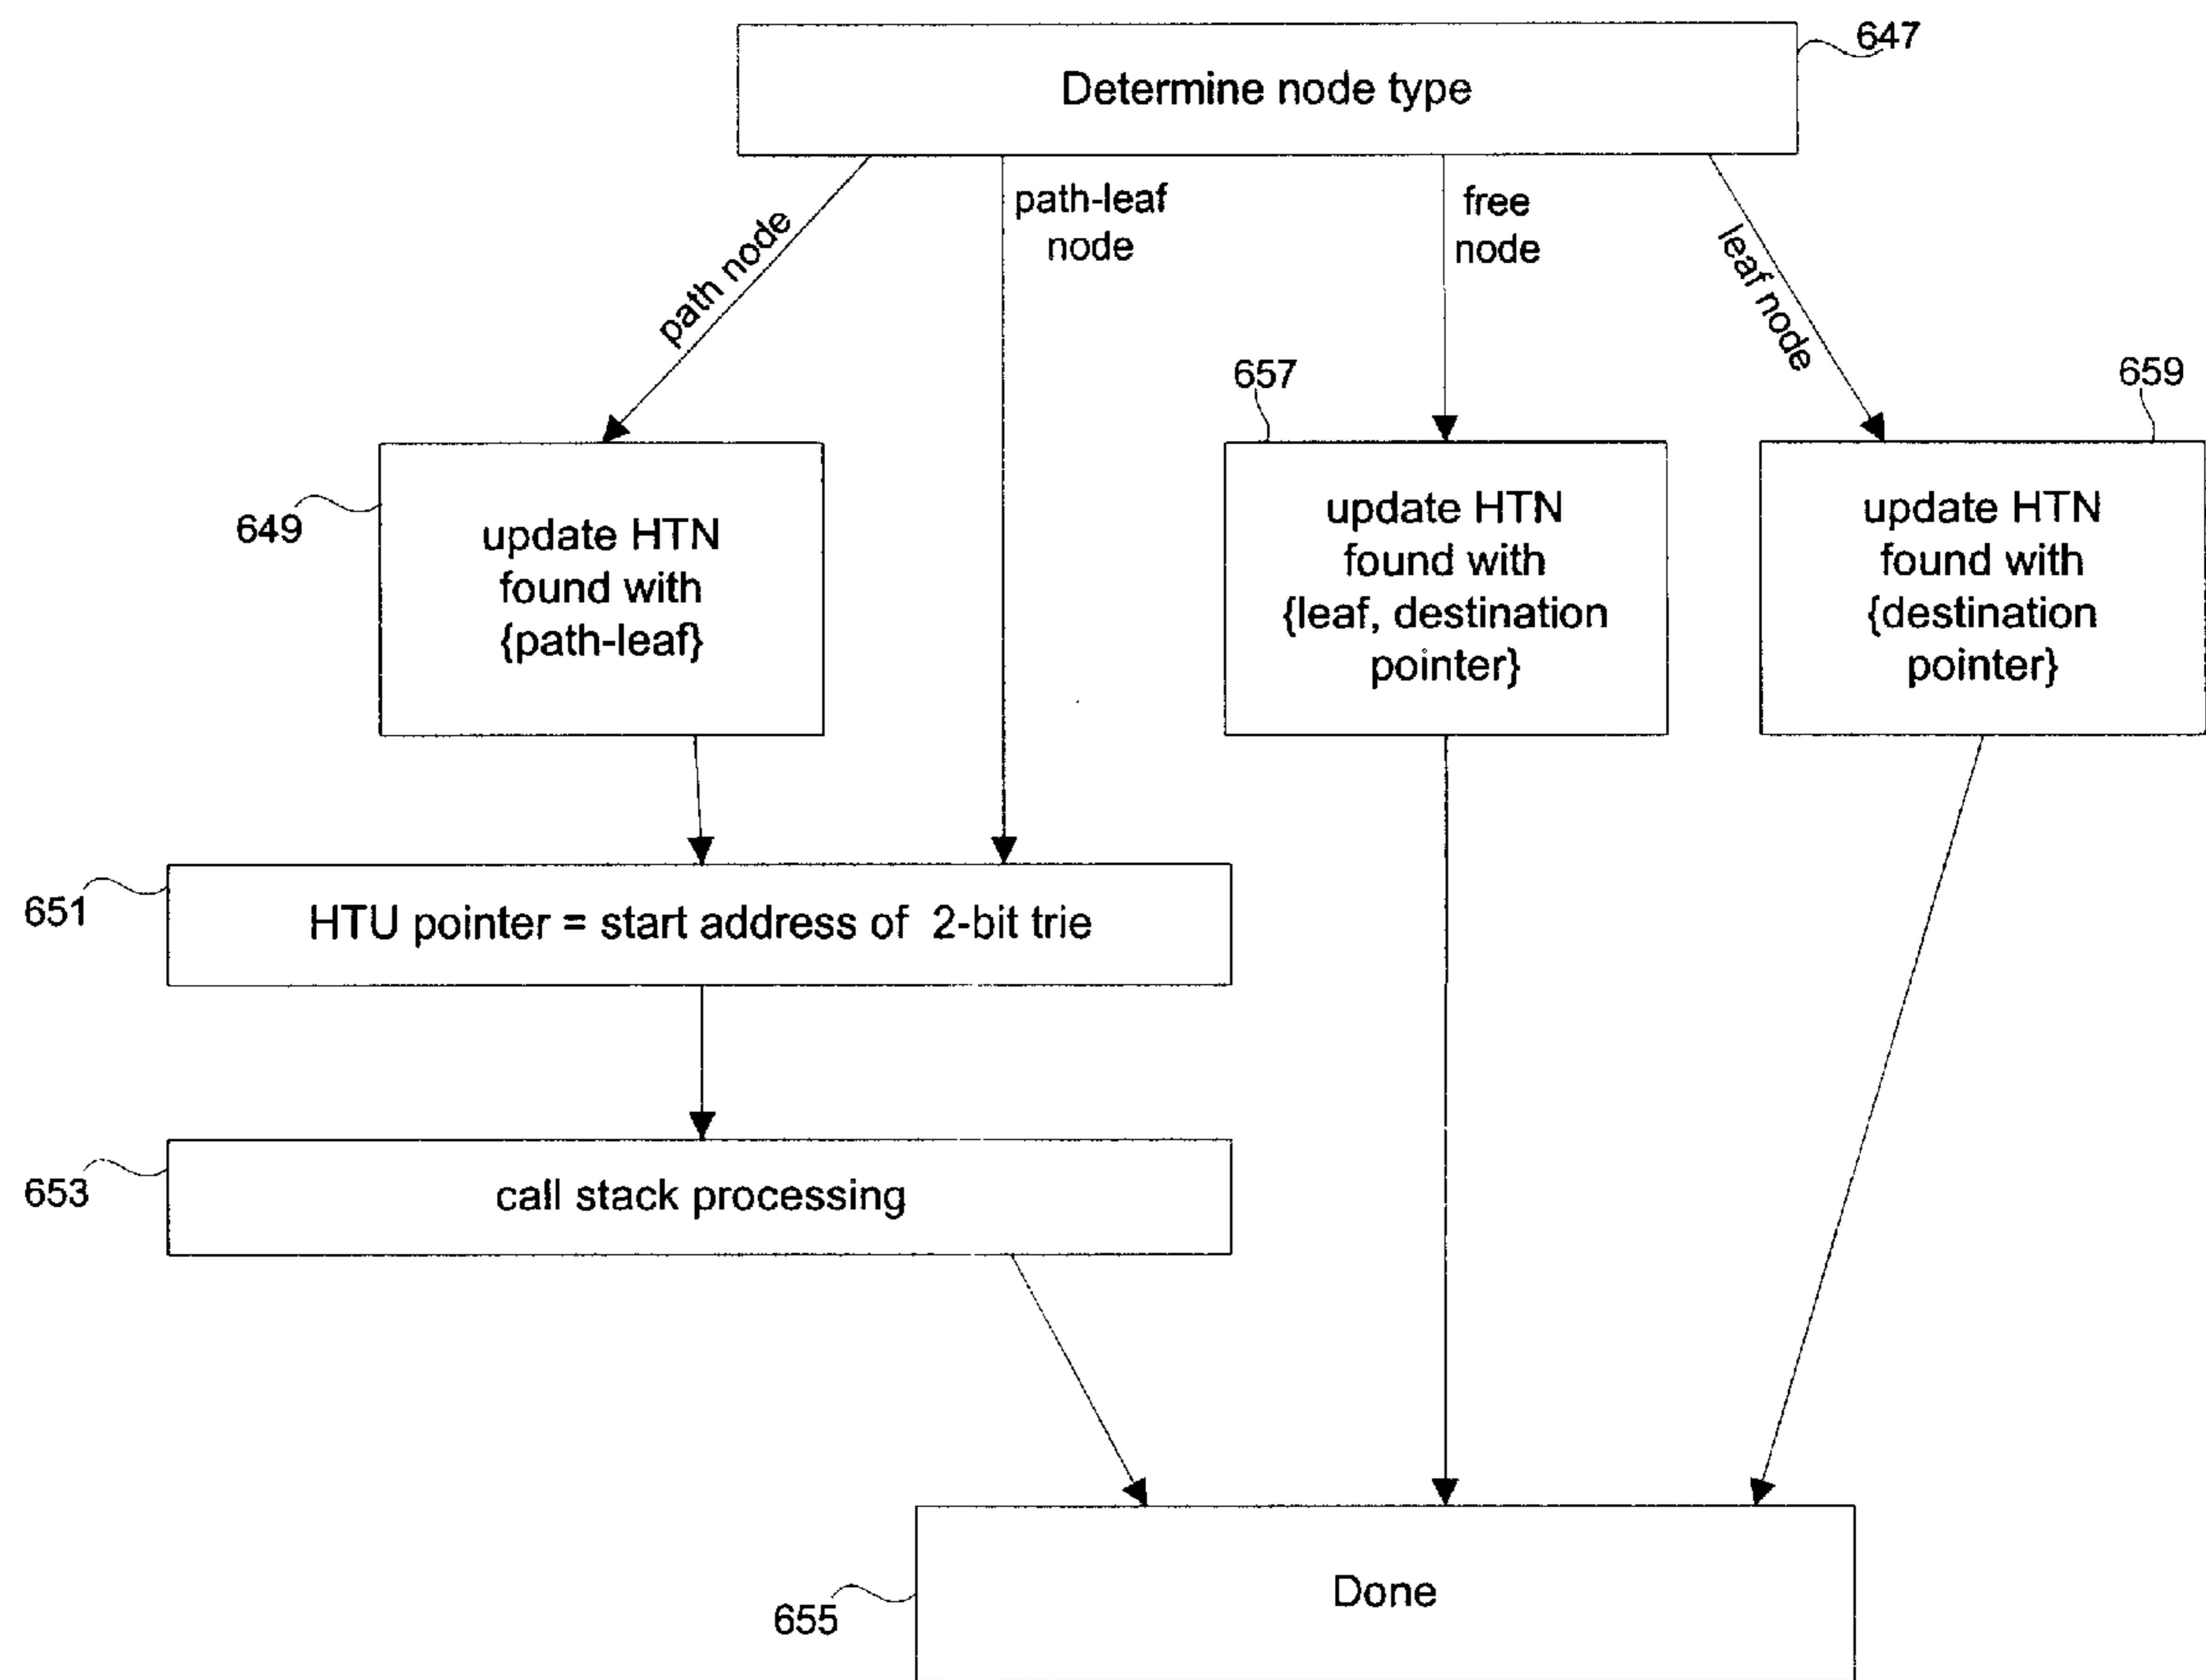 647
Determine node type
path node
path-leaf
node
free
node
leaf node
657
659
649
update HTN
found with
{path-leaf}
update HTN
found with
{leaf, destination
pointer}
update HTN
found with
{destination
pointer}
651
HTU pointer = start address of 2-bit trie
653
call stack processing
655
Done